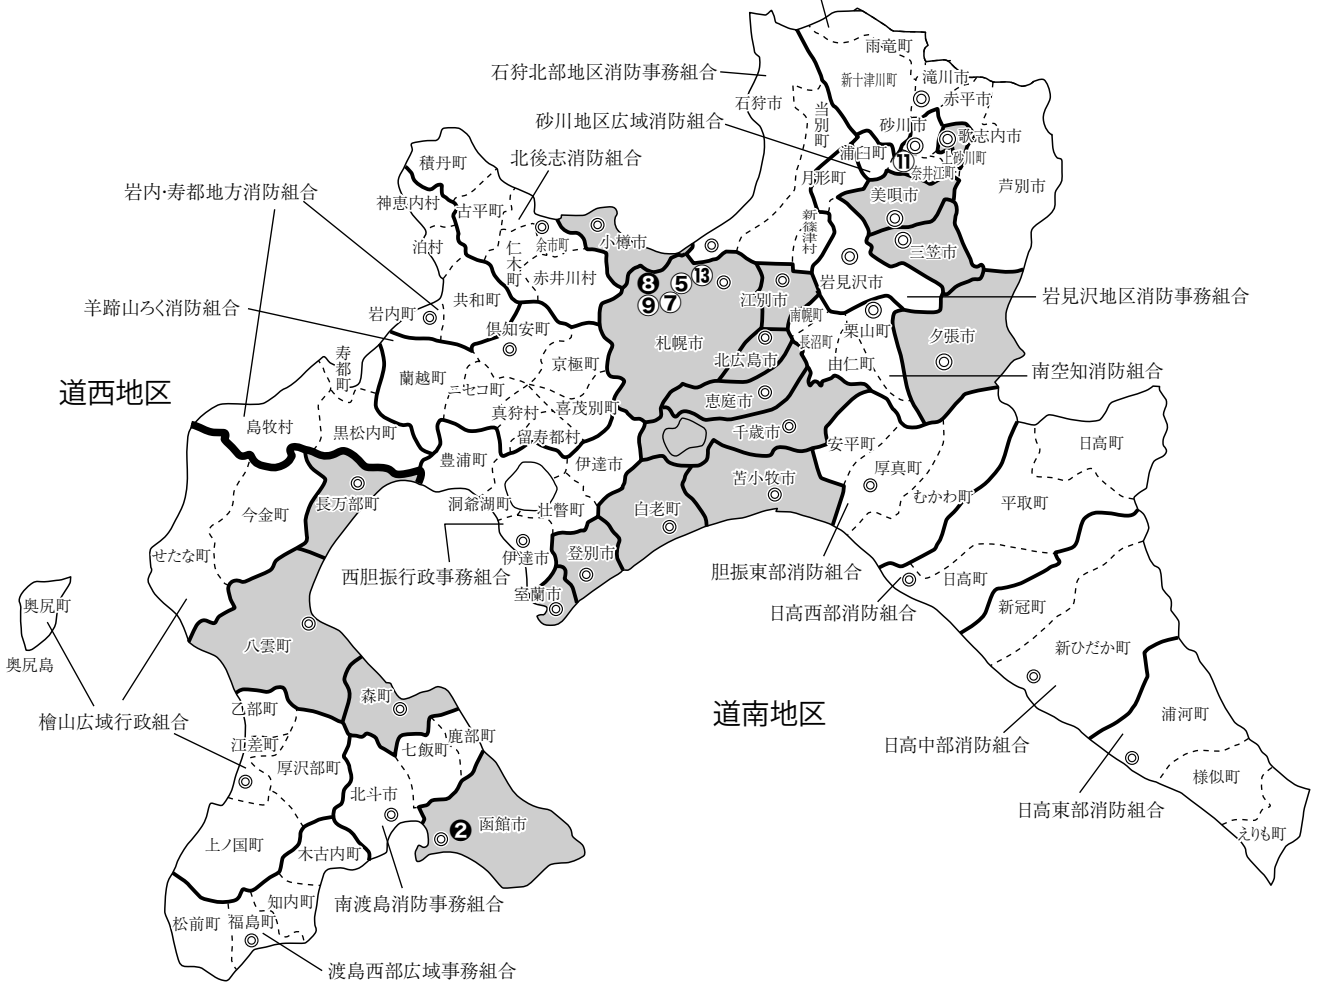 雨竜町
石狩北部地区消防事務組合
新十津川町
滝川市
石狩市
当別町
赤平市
砂川地区広域消防組合
砂川市
歌志内市
北後志消防組合
浦臼町
⓫
上砂川町
積丹町
奈井江町
岩内・寿都地方消防組合
月形町
芦別市
神恵内村
古平町
美唄市
新篠津村
泊村
仁木町
余市町
小樽市
三笠市
赤井川村
❽
❺
⓭
岩見沢市
共和町
❾
❼
江別市
岩見沢地区消防事務組合
羊蹄山ろく消防組合
岩内町
南幌町
倶知安町
栗山町
夕張市
札幌市
長沼町
寿都町
京極町
北広島市
由仁町
南空知消防組合
蘭越町
ニセコ町
道西地区
恵庭市
真狩村
喜茂別町
島牧村
黒松内町
留寿都村
千歳市
安平町
日高町
豊浦町
伊達市
厚真町
苫小牧市
むかわ町
長万部町
洞爺湖町
壮瞥町
白老町
平取町
今金町
せたな町
伊達市
登別市
西胆振行政事務組合
胆振東部消防組合
日高町
室蘭市
奥尻町
日高西部消防組合
新冠町
八雲町
新ひだか町
奥尻島
森町
乙部町
浦河町
檜山広域行政組合
道南地区
鹿部町
江差町
七飯町
日高中部消防組合
厚沢部町
様似町
北斗市
日高東部消防組合
❷
函館市
えりも町
上ノ国町
木古内町
知内町
南渡島消防事務組合
松前町
福島町
渡島西部広域事務組合